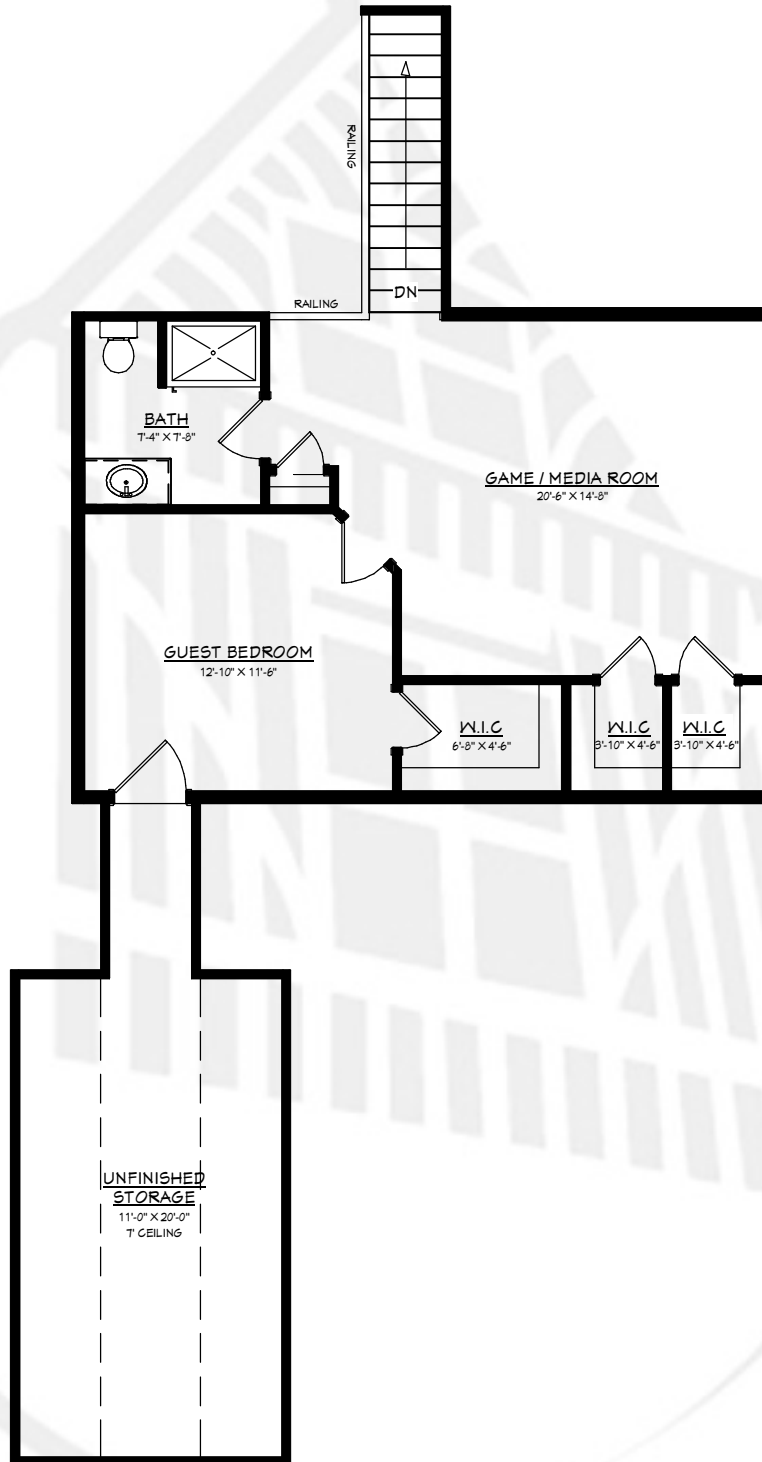 RAILING
DN
RAILING
BATH
7'-4" X 7'-8"
GAME / MEDIA ROOM
20'-6" X 14'-8"
GUEST BEDROOM
12'-10" X 11'-6"
W.I.C
6'-8" X 4'-6"
W.I.C
3'-10" X 4'-6"
W.I.C
3'-10" X 4'-6"
UNFINISHED
STORAGE
11'-0" X 20'-0"
7' CEILING